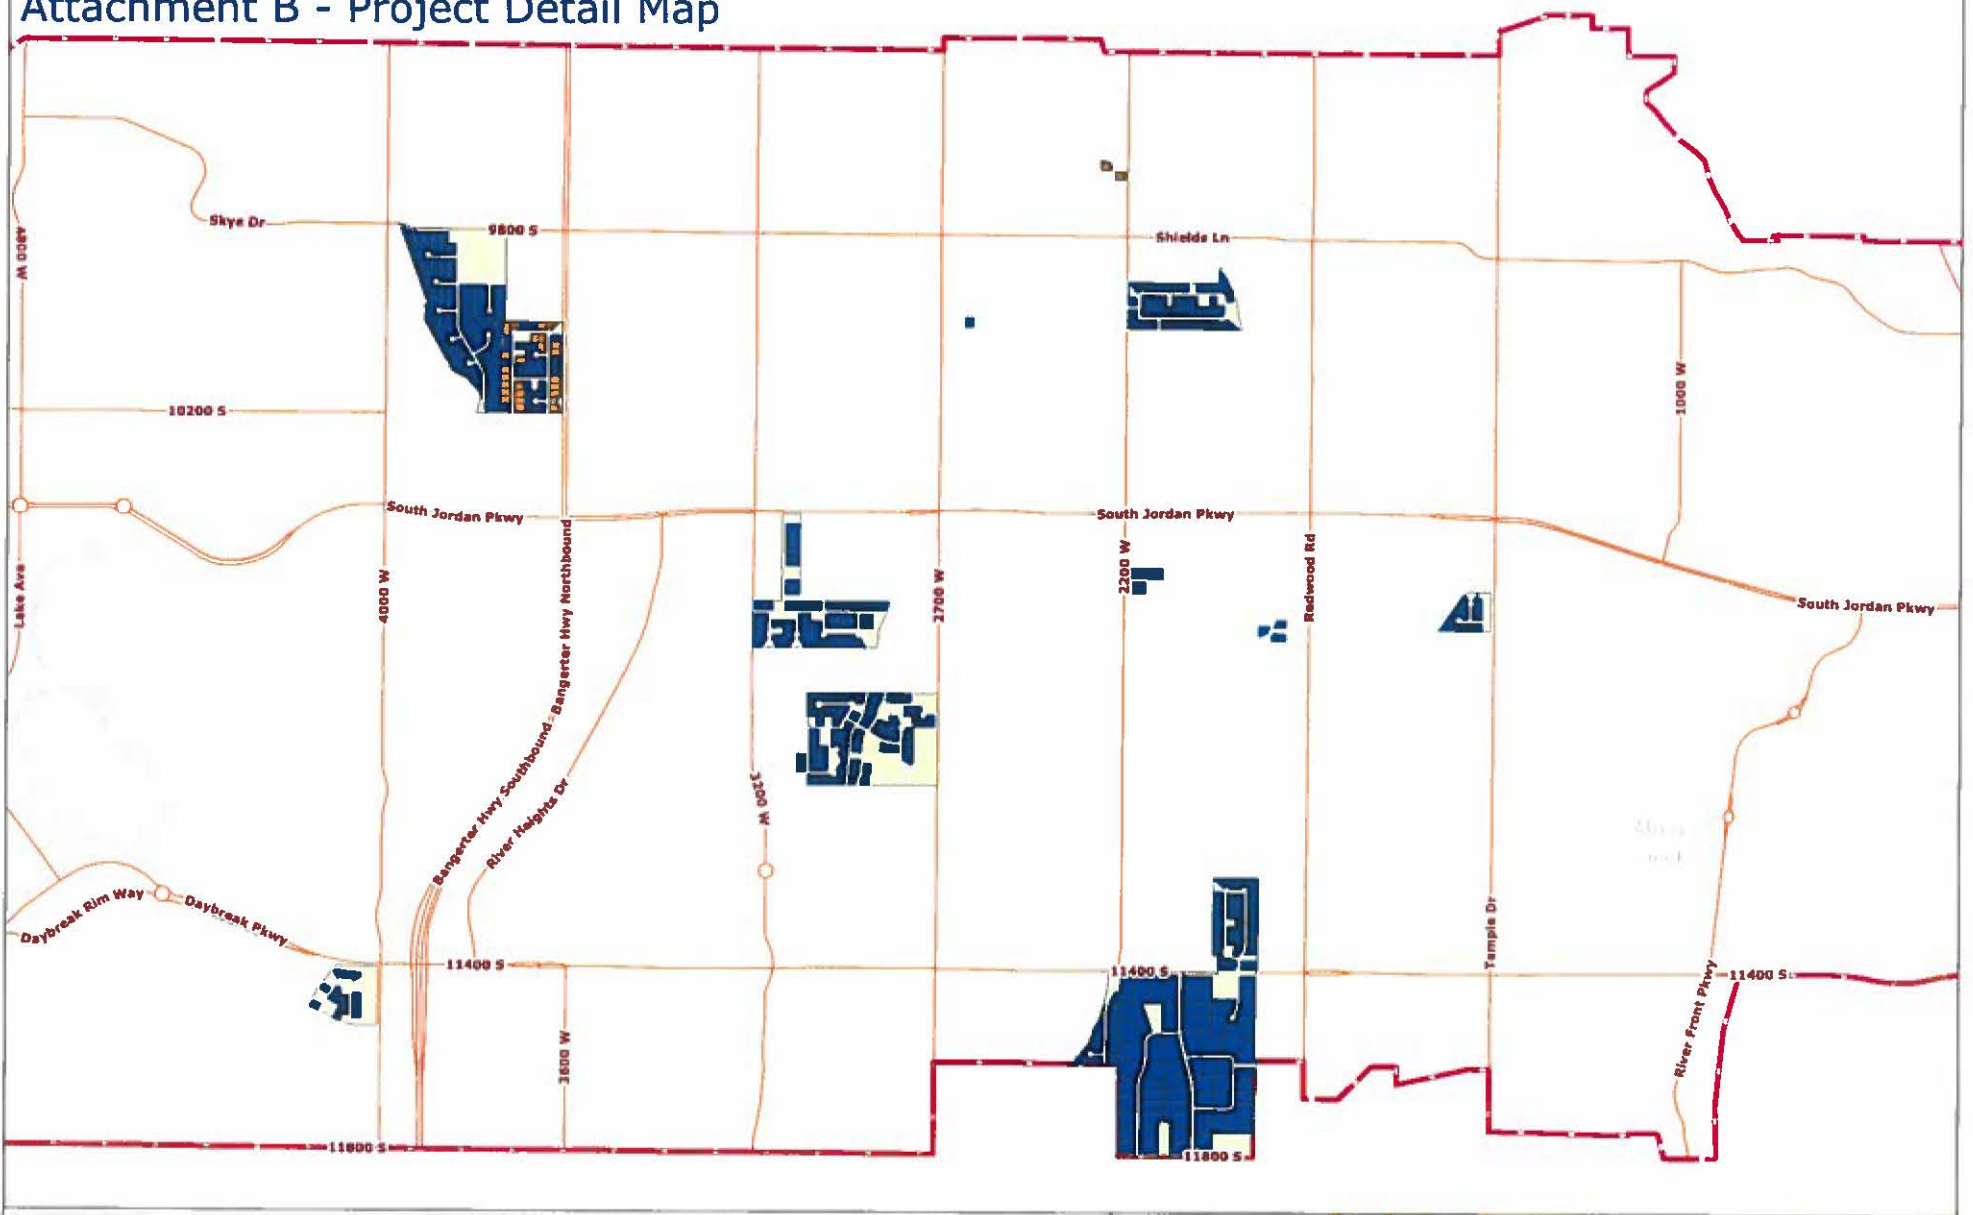 Attachment B - Project Detail Map
Skye Dr
9800 S
Shields Ln
4800 W
1000 W
10200 S
South Jordan Pkwy
South Jordan Pkwy
South Jordan Pkwy
Lake Ave
4000 W
Bangerter Hwy Northbound
2700 W
2200 W
Redwood Rd
Bangerter Hwy Southbound
River Heights Dr
3200 W
Daybreak Rim Way
Daybreak Pkwy
11400 S
11400 S
11400 S
Temple Dr
River Front Pkwy
3600 W
11800 S
11800 S